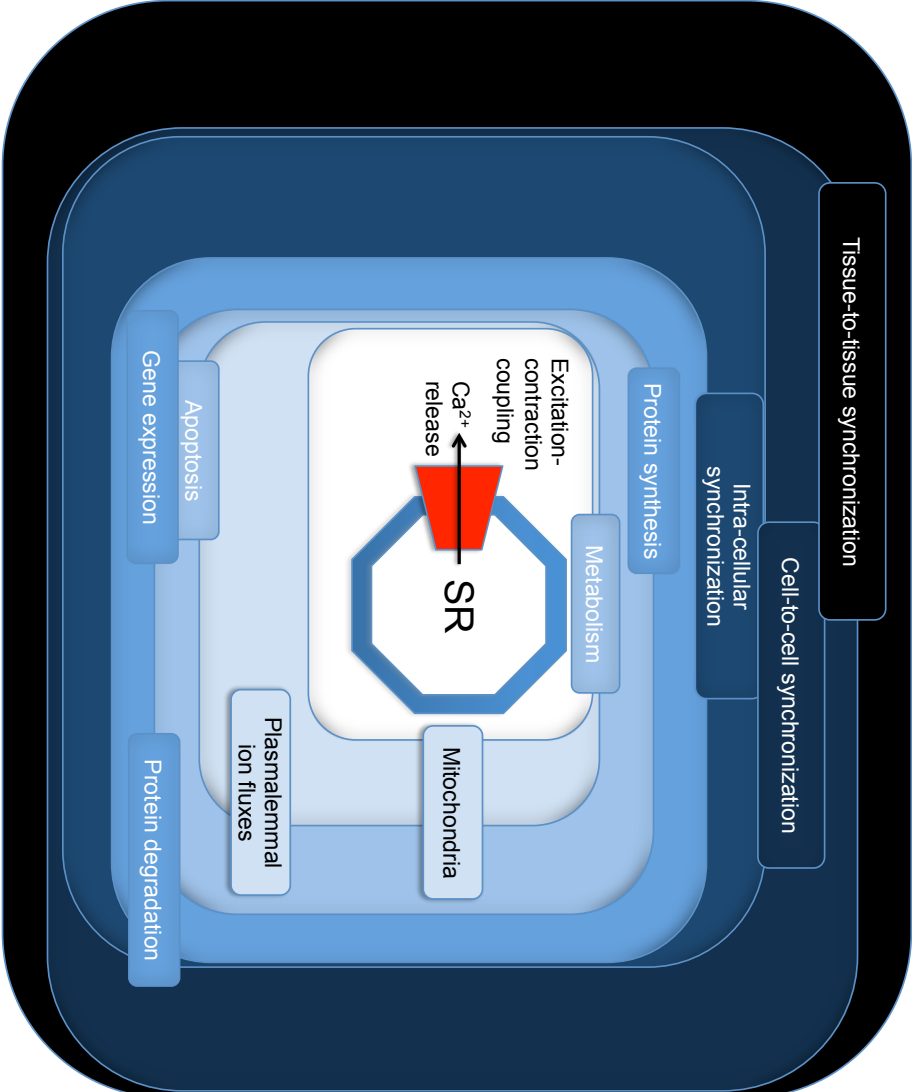 Tissue-to-tissue synchronization
Cell-to-cell synchronization
Intra-cellular
synchronization
Protein synthesis
Metabolism
Excitation-
contraction
coupling
Ca²⁺
release
SR
Mitochondria
Plasmalemmal
ion fluxes
Apoptosis
Gene expression
Protein degradation